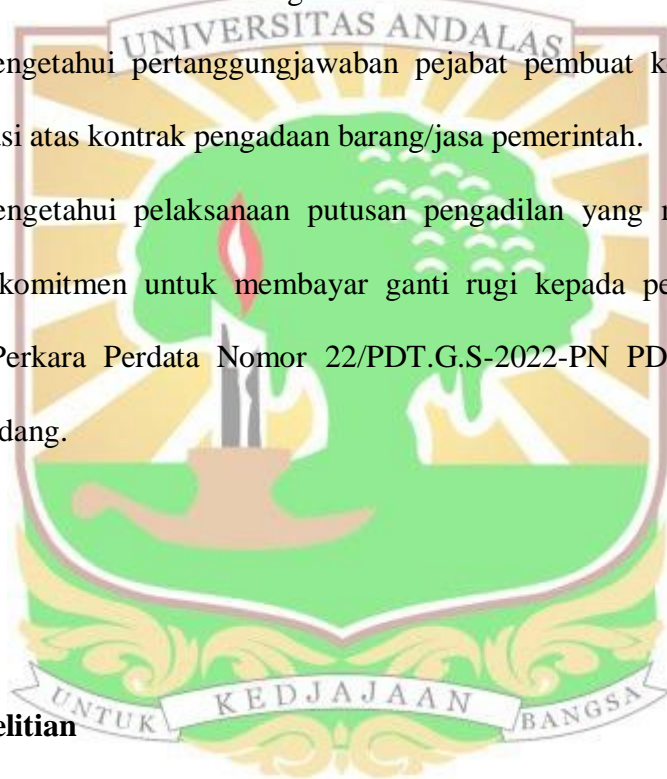 UNIVERSITAS ANDALAS
engetahui pertanggungjawaban pejabat pembuat k
si atas kontrak pengadaan barang/jasa pemerintah.
engetahui pelaksanaan putusan pengadilan yang
komitmen untuk membayar ganti rugi kepada pe
Perkara Perdata Nomor 22/PDT.G.S-2022-PN PD
dang.
UNTUK KEDJAJAAN BANGSA
elitian